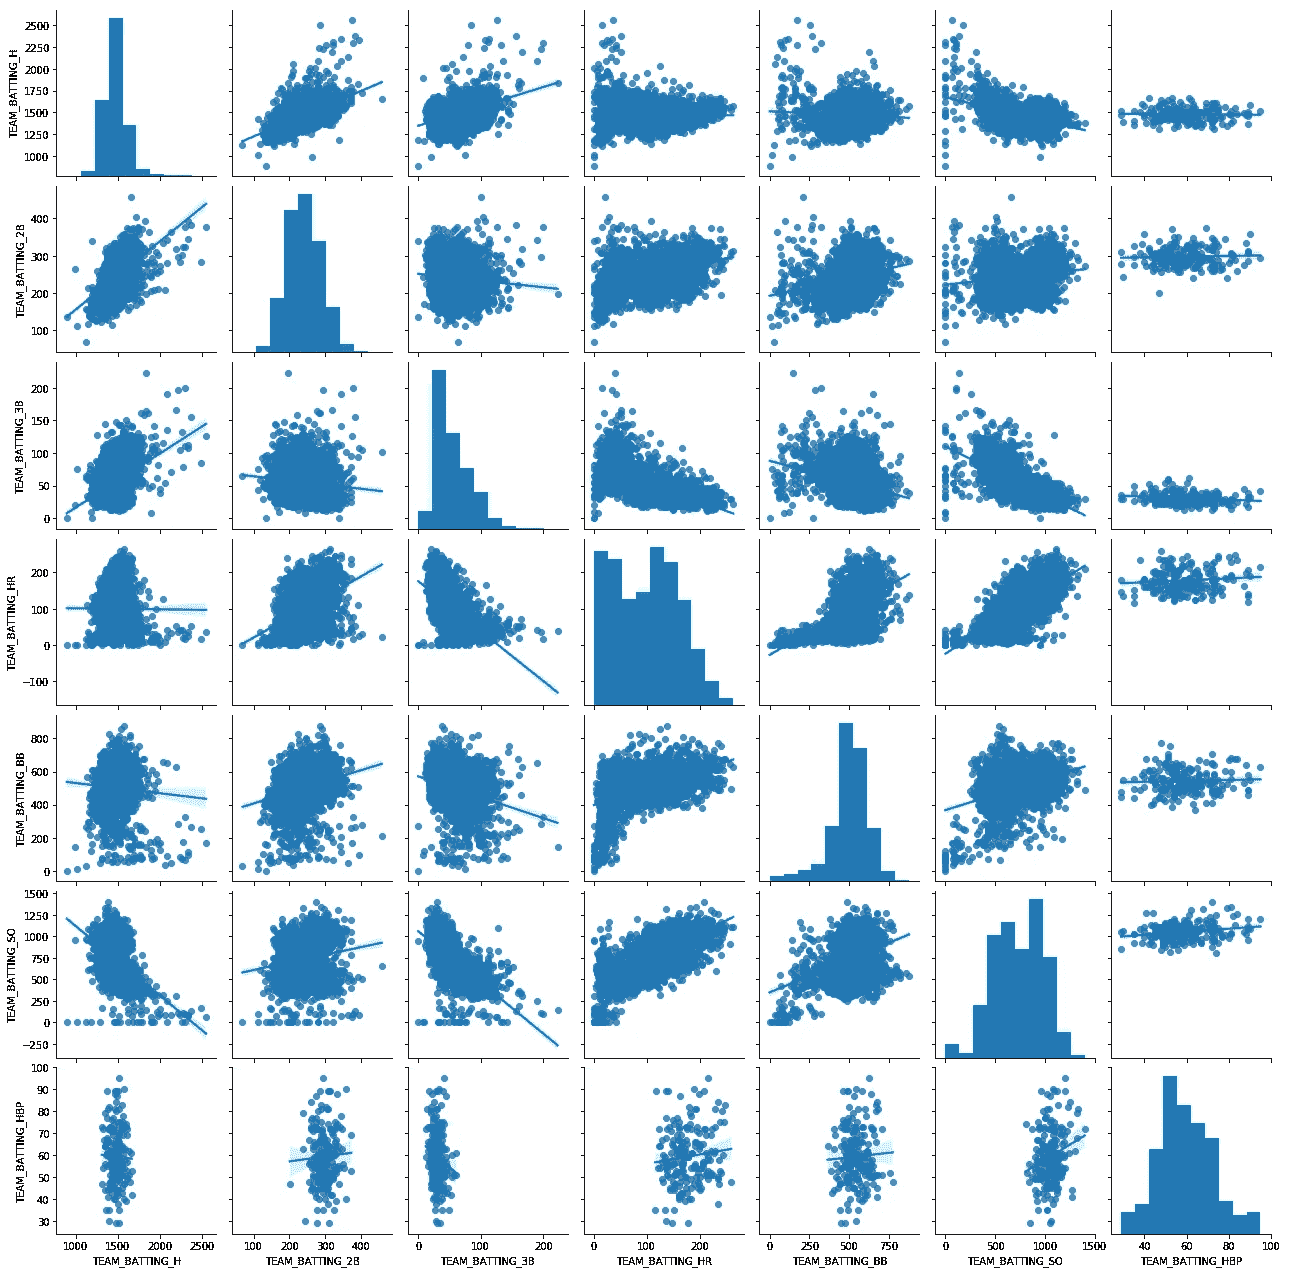 2500
2250
2000
1750
1500
1250
1000
TEAM_BATTING_H
400
300
200
100
TEAM_BATTING_2B
200
150
100
50
0
TEAM_BATTING_3B
200
100
0
−100
TEAM_BATTING_HR
800
600
400
200
0
TEAM_BATTING_BB
1500
1250
1000
750
500
250
0
−250
TEAM_BATTING_SO
100
90
80
70
60
50
40
30
TEAM_BATTING_HBP
1000 1500 2000 2500
TEAM_BATTING_H
100 200 300 400
TEAM_BATTING_2B
0 100 200
TEAM_BATTING_3B
0 100 200
TEAM_BATTING_HR
0 250 500 750
TEAM_BATTING_BB
0 500 1000 1500
TEAM_BATTING_SO
40 60 80 100
TEAM_BATTING_HBP